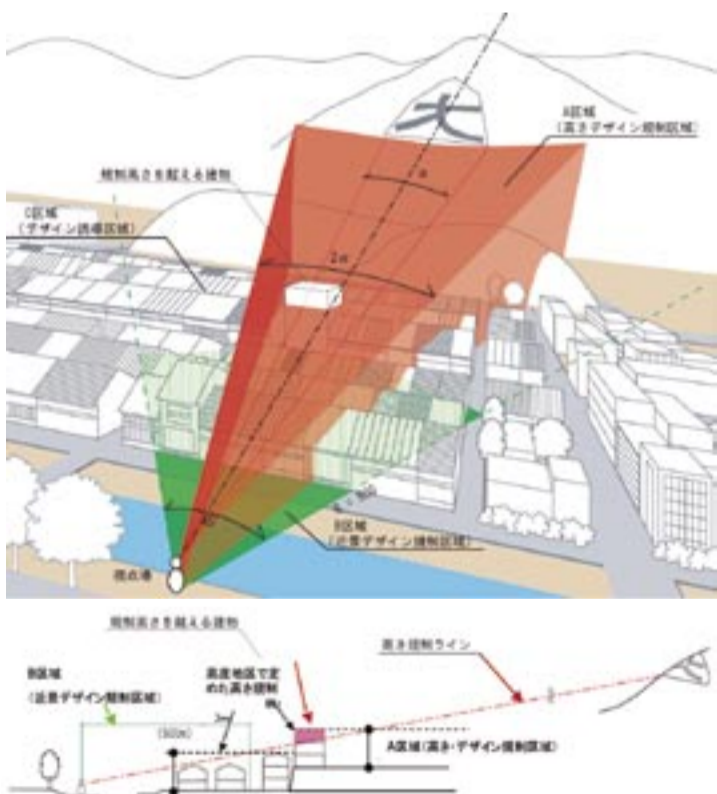 大
A区域
(高さデザイン規制区域)
規制高さを超える建物
C区域
(デザイン誘導区域)
α
2α
B区域
(近景デザイン規制区域)
視点場
規制高さを超える建物
高さ規制ライン
B区域
(近景デザイン規制区域)
高度地区で定
めた高さ規制
(500m)
A区域(高さ・デザイン規制区域)